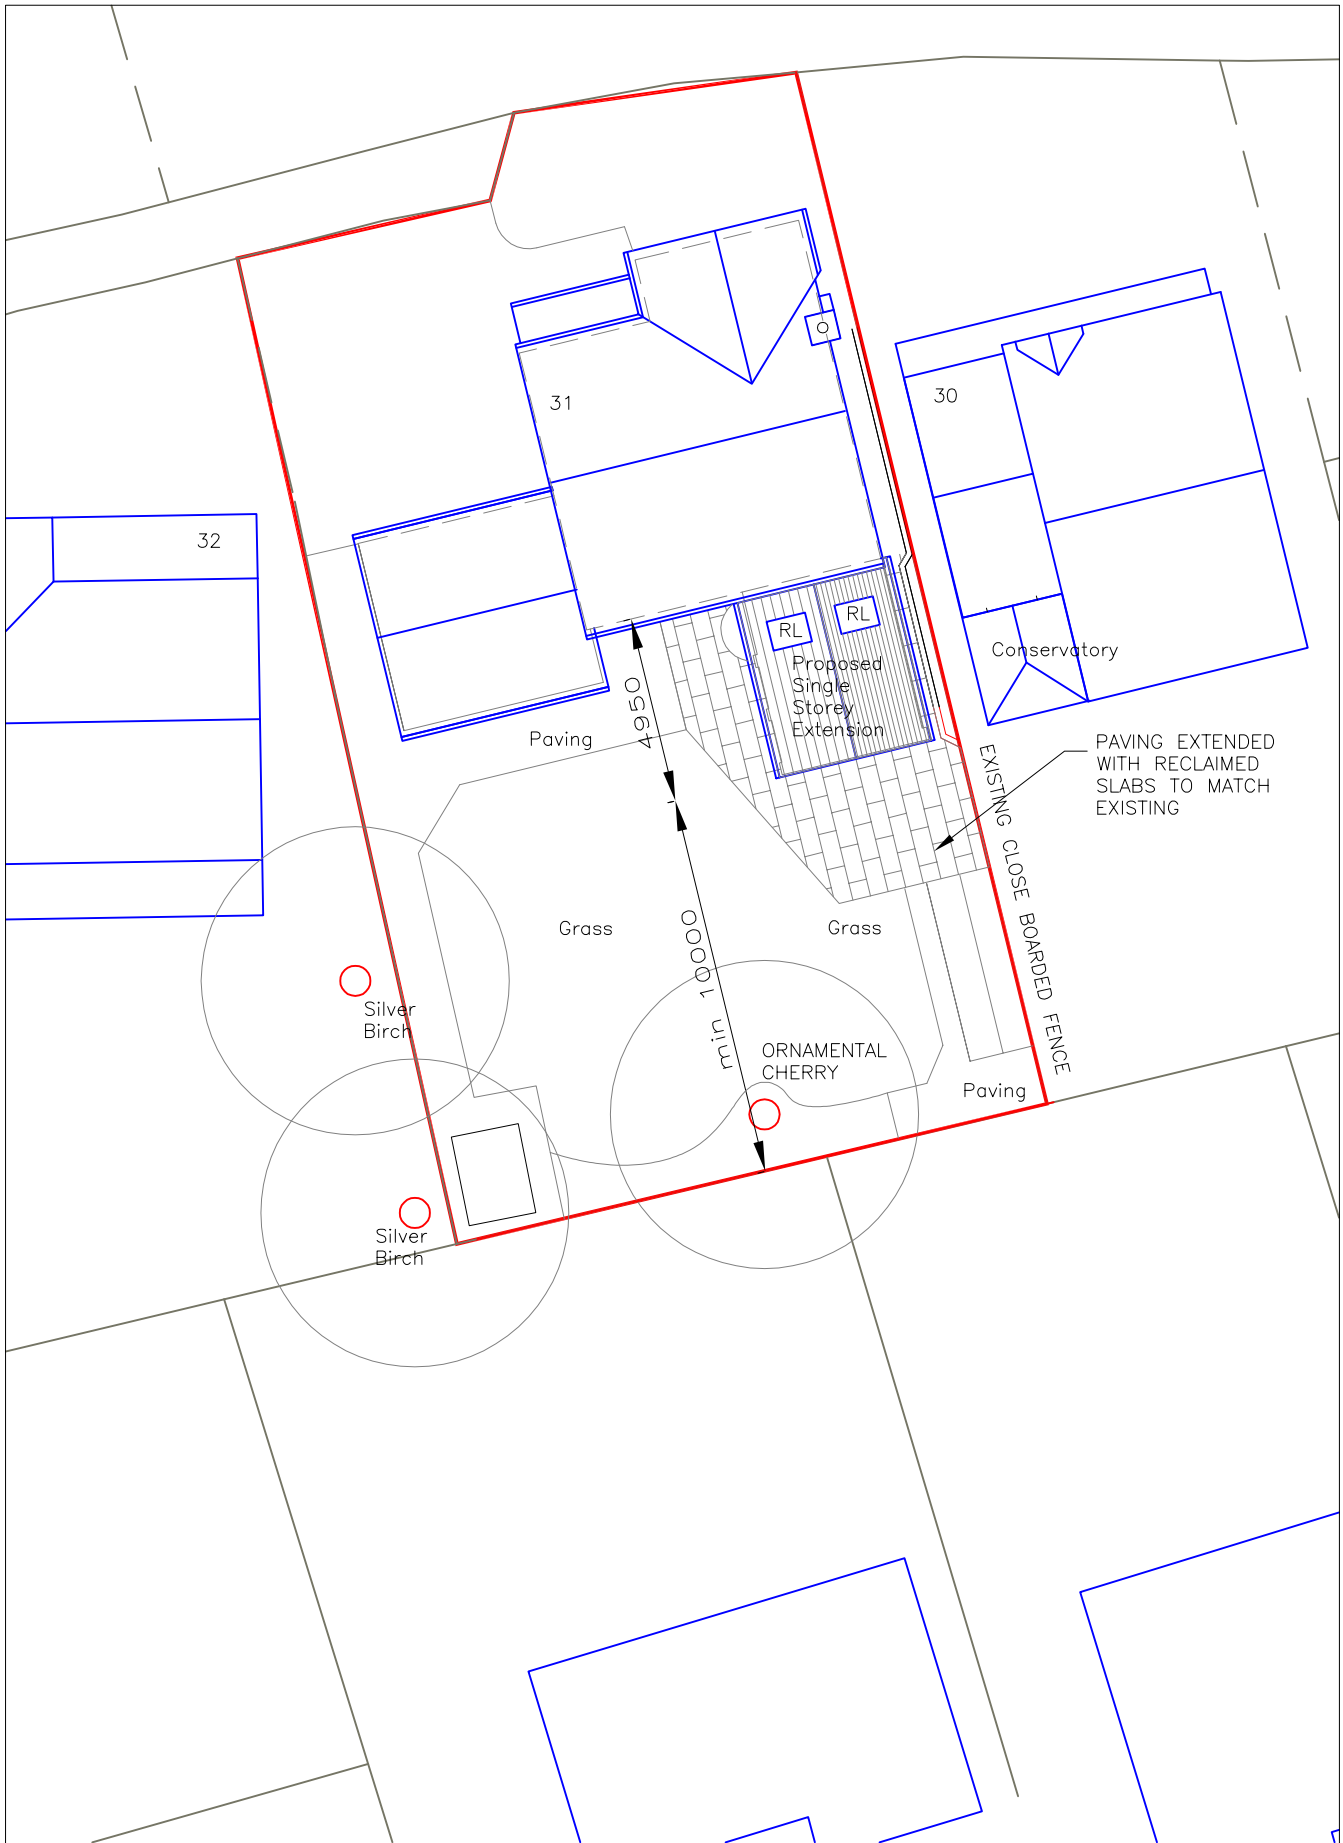 30
31
32
RL
RL
Conservatory
Proposed
Single
Storey
Extension
4950
Paving
PAVING EXTENDED
WITH RECLAIMED
SLABS TO MATCH
EXISTING
EXISTING CLOSE BOARDED FENCE
Grass
Grass
min 10000
Silver
Birch
ORNAMENTAL
CHERRY
Paving
Silver
Birch